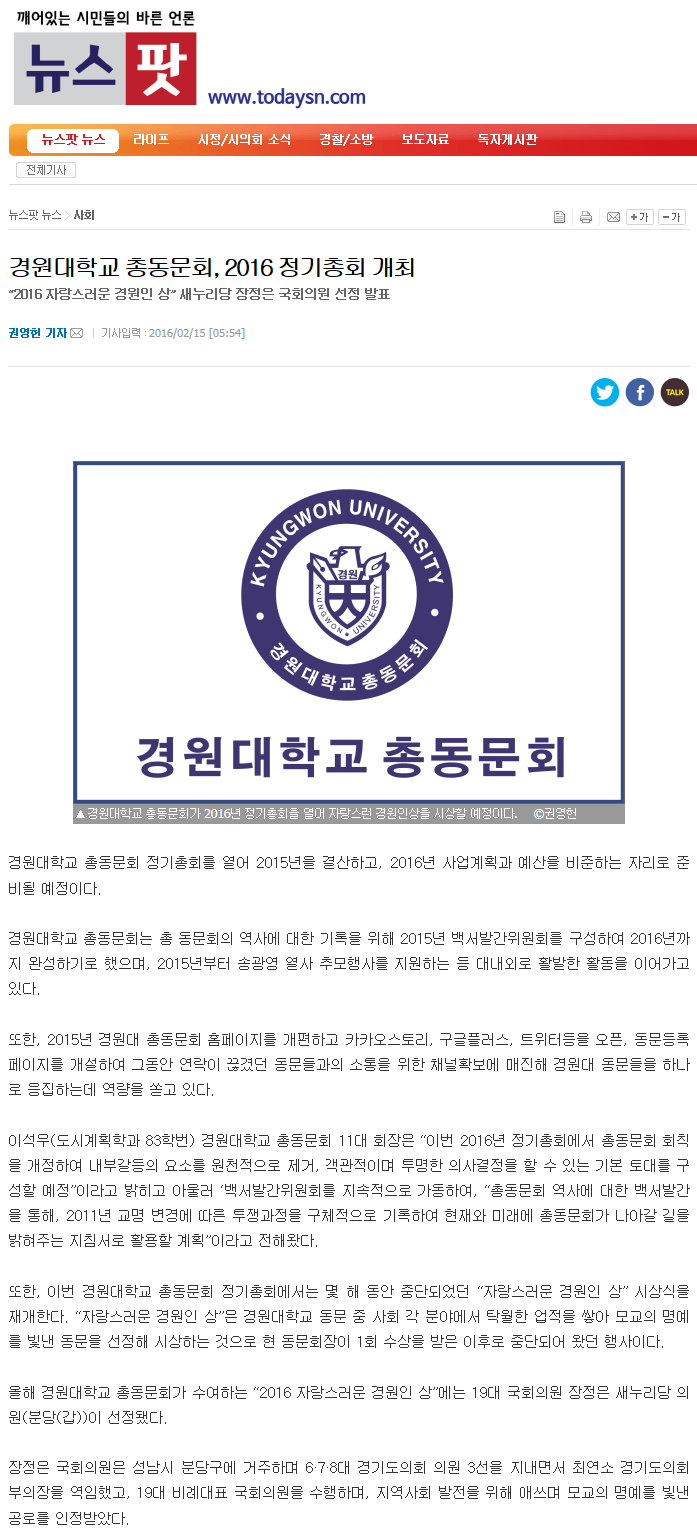 깨어있는 시민들의 바른 언론
뉴스팟
www.todaysn.com
뉴스팟 뉴스 라이프 시정/시의회 소식 경찰/소방 보도자료 독자게시판
전체기사
뉴스팟 뉴스 > 사회
+가 -가
경원대학교 총동문회, 2016 정기총회 개최
“2016 자랑스러운 경원인 상” 새누리당 장정은 국회의원 선정 발표
권영헌 기자 | 기사입력 : 2016/02/15 [05:54]
TALK
KYUNGWON UNIVERSITY
경원
KYUNGWON UNIVERSITY
대
경원대학교 총동문회
경원대학교 총동문회
▲경원대학교 총동문회가 2016년 정기총회을 열어 자랑스런 경원인상을 시상할 예정이다. ©권영헌
경원대학교 총동문회 정기총회를 열어 2015년을 결산하고, 2016년 사업계획과 예산을 비준하는 자리로 준
비될 예정이다.
경원대학교 총동문회는 총 동문회의 역사에 대한 기록을 위해 2015년 백서발간위원회를 구성하여 2016년까
지 완성하기로 했으며, 2015년부터 송광영 열사 추모행사를 지원하는 등 대내외로 활발한 활동을 이어가고
있다.
또한, 2015년 경원대 총동문회 홈페이지를 개편하고 카카오스토리, 구글플러스, 트위터등을 오픈, 동문등록
페이지를 개설하여 그동안 연락이 끊겼던 동문들과의 소통을 위한 채널확보에 매진해 경원대 동문들을 하나
로 응집하는데 역량을 쏟고 있다.
이석우(도시계획학과 83학번) 경원대학교 총동문회 11대 회장은 “이번 2016년 정기총회에서 총동문회 회칙
을 개정하여 내부갈등의 요소를 원천적으로 제거, 객관적이며 투명한 의사결정을 할 수 있는 기본 토대를 구
성할 예정”이라고 밝히고 아울러 ‘백서발간위원회를 지속적으로 가동하여, “총동문회 역사에 대한 백서발간
을 통해, 2011년 교명 변경에 따른 투쟁과정을 구체적으로 기록하여 현재와 미래에 총동문회가 나아갈 길을
밝혀주는 지침서로 활용할 계획”이라고 전해왔다.
또한, 이번 경원대학교 총동문회 정기총회에서는 몇 해 동안 중단되었던 “자랑스러운 경원인 상” 시상식을
재개한다. “자랑스러운 경원인 상”은 경원대학교 동문 중 사회 각 분야에서 탁월한 업적을 쌓아 모교의 명예
를 빛낸 동문을 선정해 시상하는 것으로 현 동문회장이 1회 수상을 받은 이후로 중단되어 왔던 행사이다.
올해 경원대학교 총동문회가 수여하는 “2016 자랑스러운 경원인 상”에는 19대 국회의원 장정은 새누리당 의
원(분당(갑))이 선정됐다.
장정은 국회의원은 성남시 분당구에 거주하며 6·7·8대 경기도의회 의원 3선을 지내면서 최연소 경기도의회
부의장을 역임했고, 19대 비례대표 국회의원을 수행하며, 지역사회 발전을 위해 애쓰며 모교의 명예를 빛낸
공로를 인정받았다.